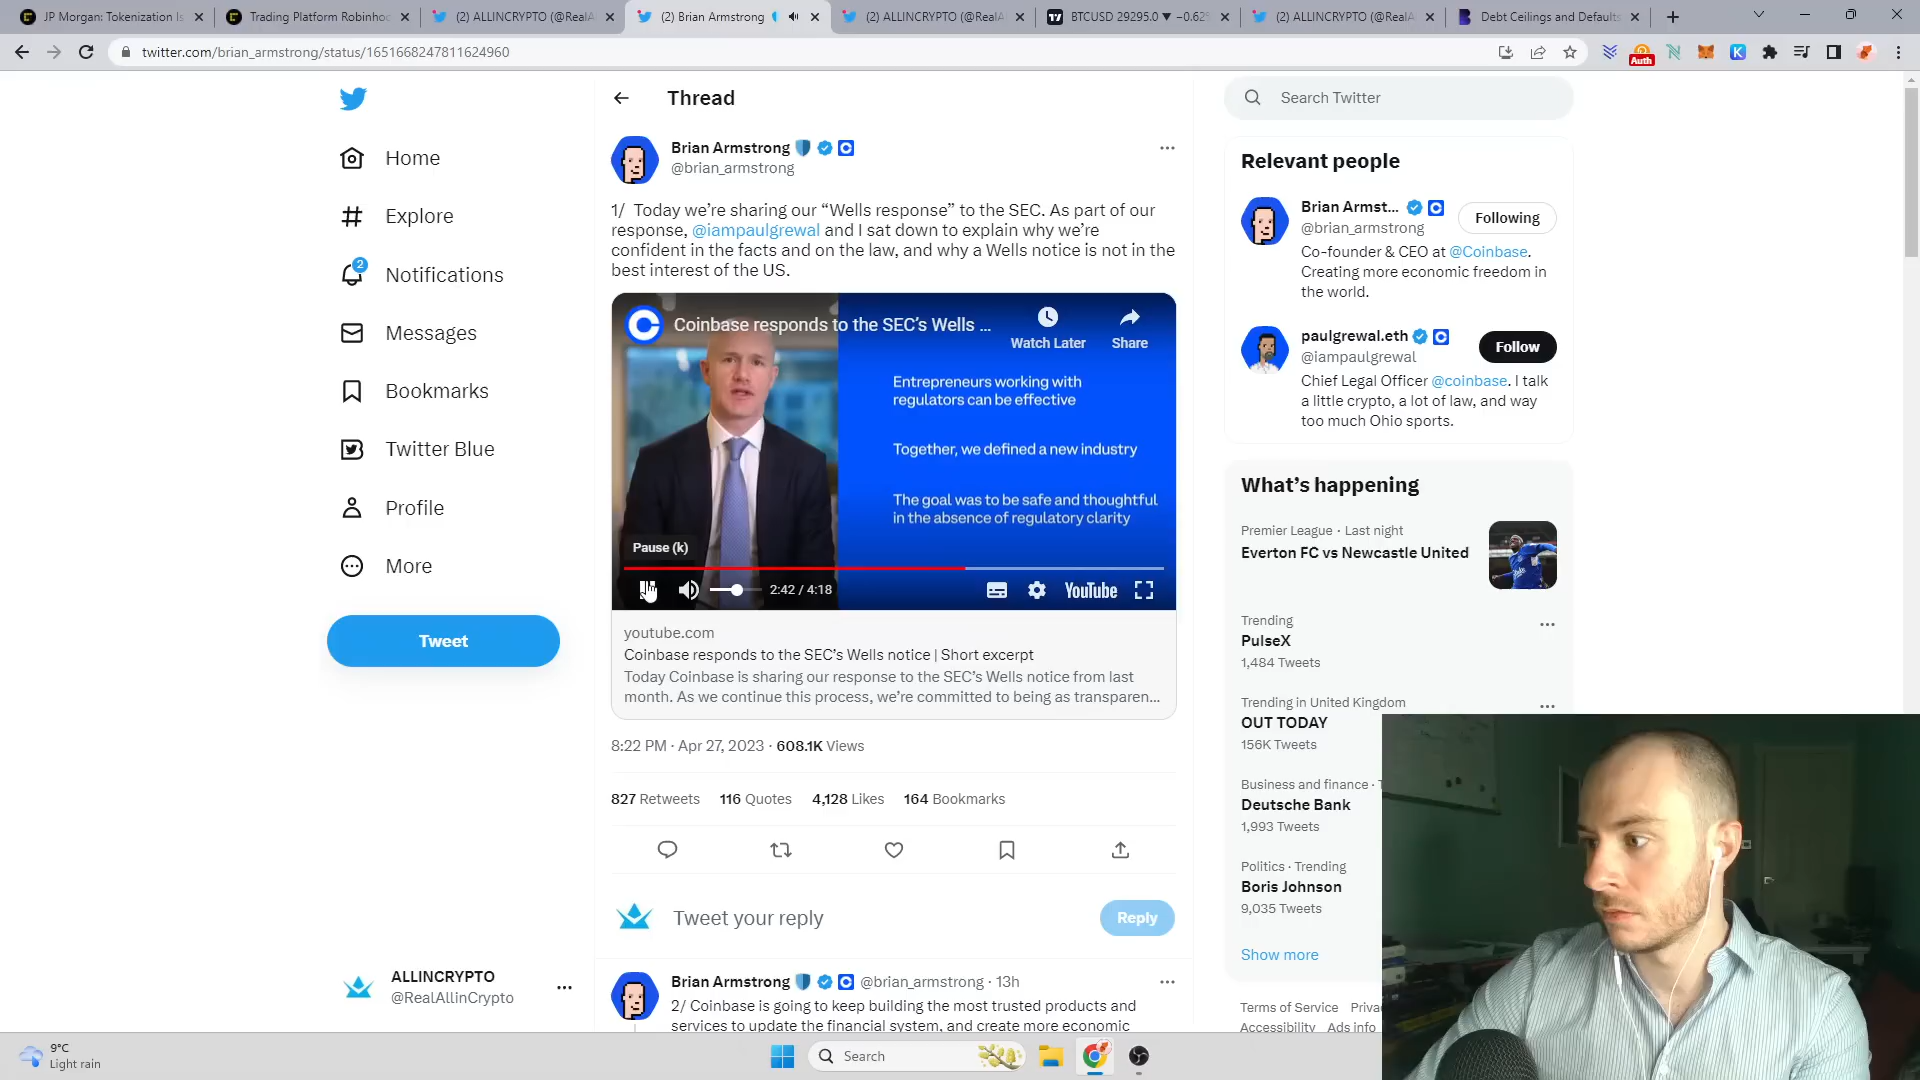 JP Morgan: Tokenization Is
Trading Platform Robinhoo
(2) ALLINCRYPTO (@RealA
(2) Brian Armstrong
(2) ALLINCRYPTO (@RealA
BTCUSD 29295.0 ▼ −0.62%
(2) ALLINCRYPTO (@RealA
Debt Ceilings and Defaults
twitter.com/brian_armstrong/status/1651668247811624960
Auth
Home
Explore
2
Notifications
Messages
Bookmarks
Twitter Blue
Profile
More
Tweet
ALLINCRYPTO
@RealAllinCrypto
Thread
Brian Armstrong
@brian_armstrong
1/ Today we're sharing our “Wells response” to the SEC. As part of our
response, @iampaulgrewal and I sat down to explain why we're
confident in the facts and on the law, and why a Wells notice is not in the
best interest of the US.
Coinbase responds to the SEC's Wells ...
Watch Later
Share
Entrepreneurs working with
regulators can be effective
Together, we defined a new industry
The goal was to be safe and thoughtful
in the absence of regulatory clarity
Pause (k)
2:42 / 4:18
YouTube
youtube.com
Coinbase responds to the SEC's Wells notice | Short excerpt
Today Coinbase is sharing our response to the SEC's Wells notice from last
month. As we continue this process, we're committed to being as transparen...
8:22 PM · Apr 27, 2023 · 608.1K Views
827 Retweets 116 Quotes 4,128 Likes 164 Bookmarks
Tweet your reply
Reply
Brian Armstrong @brian_armstrong · 13h
2/ Coinbase is going to keep building the most trusted products and
services to update the financial system, and create more economic
Search Twitter
Relevant people
Brian Armst...
@brian_armstrong
Following
Co-founder & CEO at @Coinbase.
Creating more economic freedom in
the world.
paulgrewal.eth
@iampaulgrewal
Follow
Chief Legal Officer @coinbase. I talk
a little crypto, a lot of law, and way
too much Ohio sports.
What's happening
Premier League · Last night
Everton FC vs Newcastle United
Trending
PulseX
1,484 Tweets
Trending in United Kingdom
OUT TODAY
156K Tweets
Business and finance · T
Deutsche Bank
1,993 Tweets
Politics · Trending
Boris Johnson
9,035 Tweets
Show more
Terms of Service Priva
Accessibility Ads info
9°C
Light rain
Search